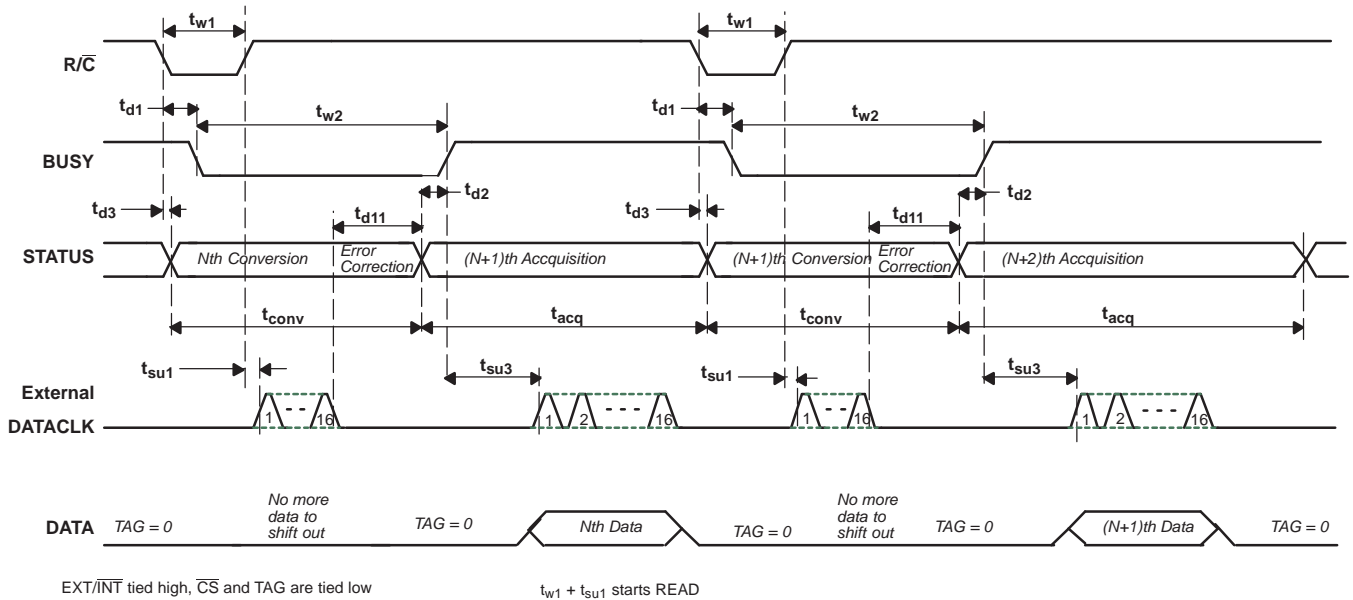 tw1 tw1
R/C̅
td1 tw2 td1 tw2
BUSY
td2 td2
td3 td11 td3 td11
STATUS Nth Conversion Error Correction (N+1)th Accquisition (N+1)th Conversion Error Correction (N+2)th Accquisition
tconv tacq tconv tacq
tsu1 tsu3 tsu1 tsu3
External
DATACLK 1 - - 16 1 2 - - - 16 1 - - 16 1 2 - - - 16
No more data to shift out No more data to shift out
DATA TAG = 0 TAG = 0 Nth Data TAG = 0 TAG = 0 (N+1)th Data TAG = 0
EXT/I̅N̅T̅ tied high, C̅S̅ and TAG are tied low tw1 + tsu1 starts READ